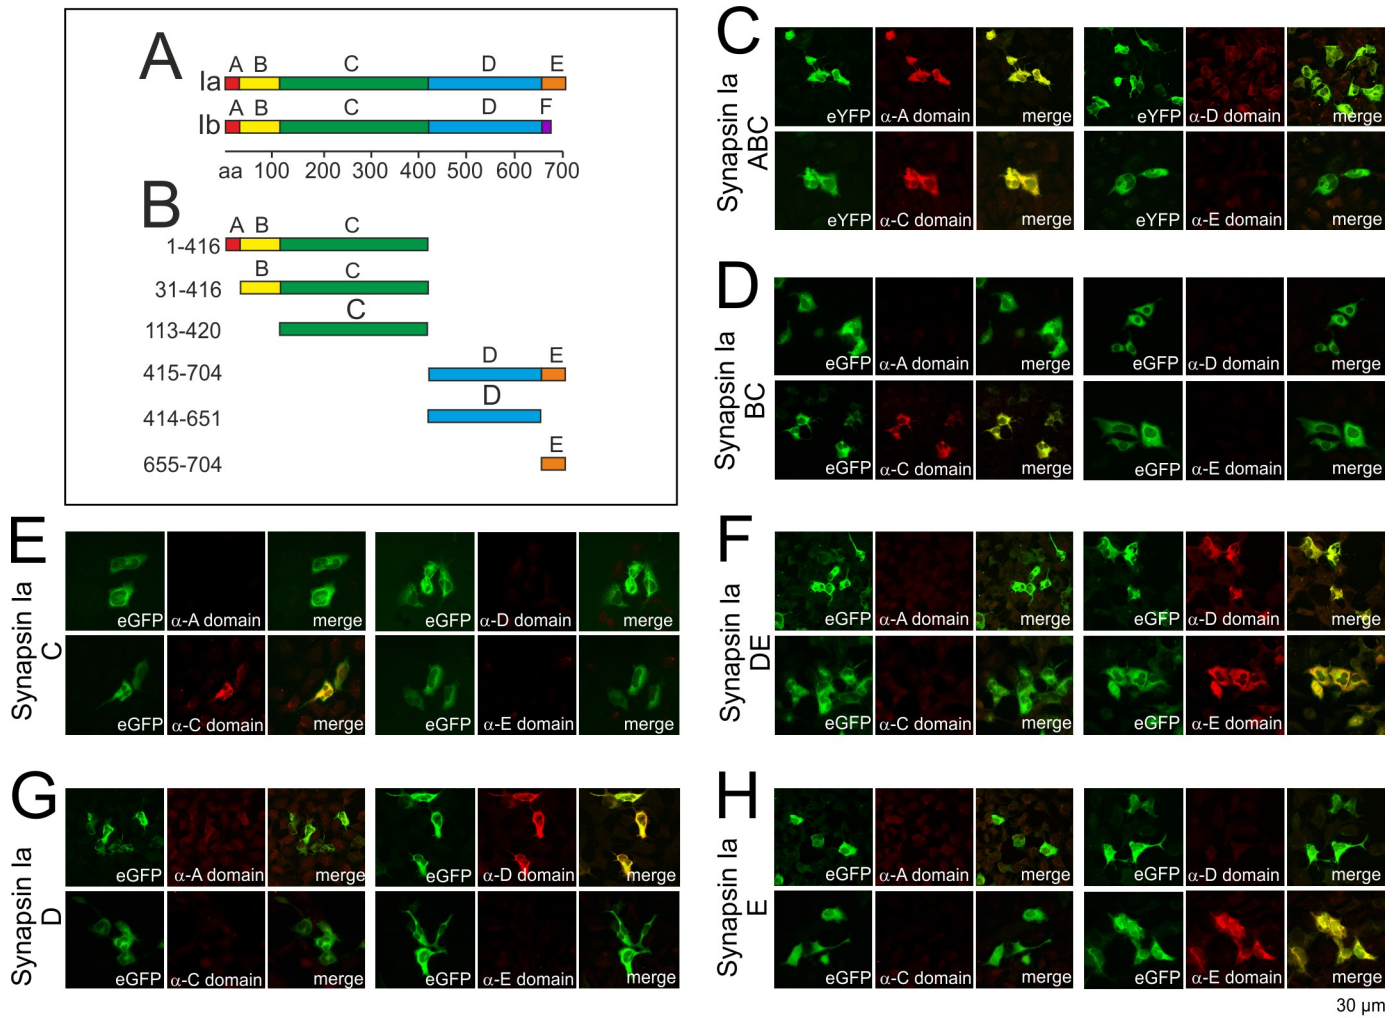 A
A B C D E
Ia
A B C D F
Ib
aa 100 200 300 400 500 600 700
B
A B C
1-416
B C
31-416
C
113-420
D E
415-704
D
414-651
E
655-704
C
Synapsin Ia
ABC
eYFP α-A domain merge eYFP α-D domain merge
eYFP α-C domain merge eYFP α-E domain merge
D
Synapsin Ia
BC
eGFP α-A domain merge eGFP α-D domain merge
eGFP α-C domain merge eGFP α-E domain merge
E
Synapsin Ia
C
eGFP α-A domain merge eGFP α-D domain merge
eGFP α-C domain merge eGFP α-E domain merge
F
Synapsin Ia
DE
eGFP α-A domain merge eGFP α-D domain merge
eGFP α-C domain merge eGFP α-E domain merge
G
Synapsin Ia
D
eGFP α-A domain merge eGFP α-D domain merge
eGFP α-C domain merge eGFP α-E domain merge
H
Synapsin Ia
E
eGFP α-A domain merge eGFP α-D domain merge
eGFP α-C domain merge eGFP α-E domain merge
30 µm